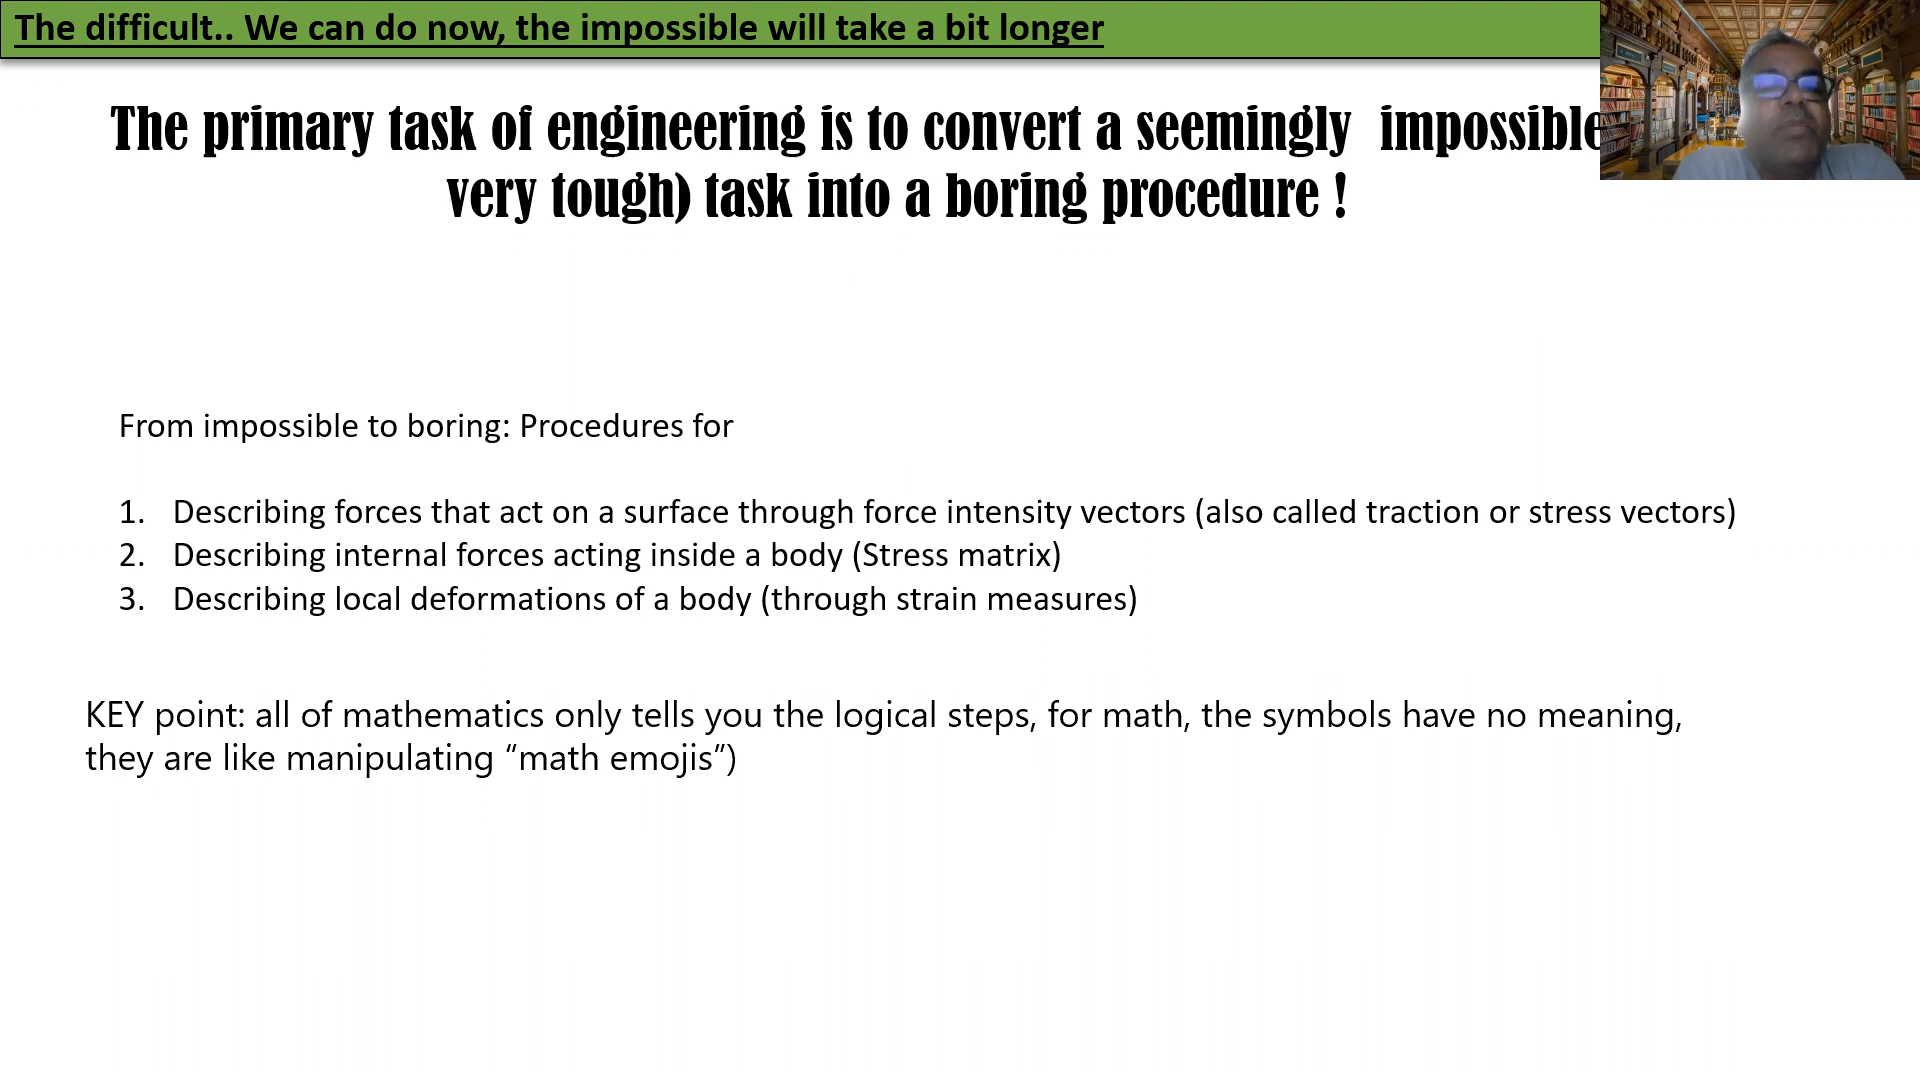 The difficult.. We can do now, the impossible will take a bit longer
The primary task of engineering is to convert a seemingly impossible
very tough) task into a boring procedure !
From impossible to boring: Procedures for
1. Describing forces that act on a surface through force intensity vectors (also called traction or stress vectors)
2. Describing internal forces acting inside a body (Stress matrix)
3. Describing local deformations of a body (through strain measures)
KEY point: all of mathematics only tells you the logical steps, for math, the symbols have no meaning,
they are like manipulating “math emojis”)